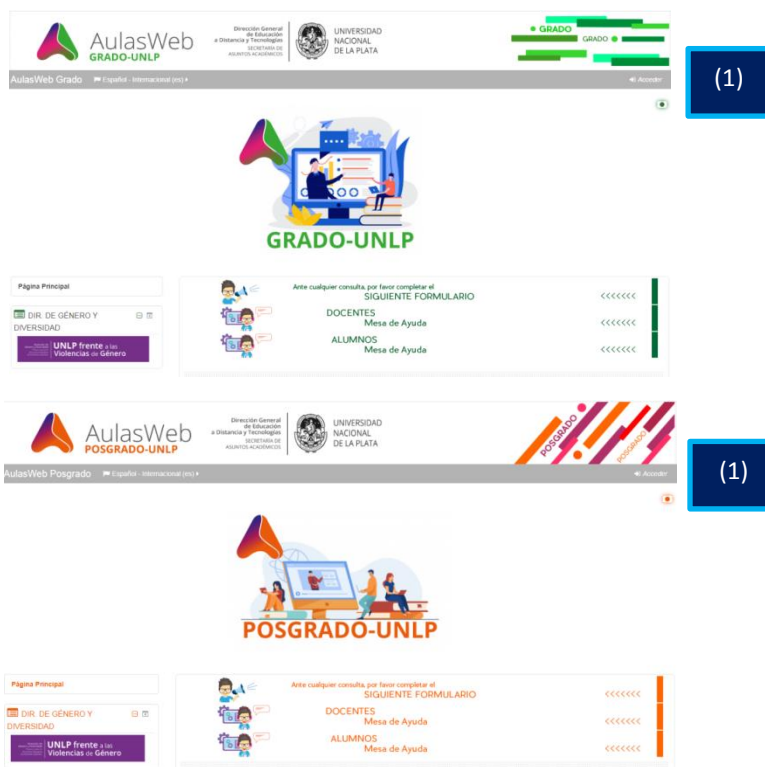 AulasWeb
GRADO-UNLP
Dirección General
de Educación
a Distancia y Tecnologías
SECRETARÍA DE
ASUNTOS ACADÉMICOS
UNIVERSIDAD
NACIONAL
DE LA PLATA
GRADO
GRADO
(1)
AulasWeb Grado
Español - Internacional (es)
Acceder
GRADO-UNLP
Página Principal
DIR. DE GÉNERO Y
DIVERSIDAD
UNLP frente a las
Violencias de Género
Ante cualquier consulta, por favor completar el
SIGUIENTE FORMULARIO
<<<<<<<
DOCENTES
Mesa de Ayuda
<<<<<<<
ALUMNOS
Mesa de Ayuda
<<<<<<<
AulasWeb
POSGRADO-UNLP
Dirección General
de Educación
a Distancia y Tecnologías
SECRETARÍA DE
ASUNTOS ACADÉMICOS
UNIVERSIDAD
NACIONAL
DE LA PLATA
POSGRADO
POSGRADO
(1)
AulasWeb Posgrado
Español - Internacional (es)
Acceder
POSGRADO-UNLP
Página Principal
DIR. DE GÉNERO Y
DIVERSIDAD
UNLP frente a las
Violencias de Género
Ante cualquier consulta, por favor completar el
SIGUIENTE FORMULARIO
<<<<<<<
DOCENTES
Mesa de Ayuda
<<<<<<<
ALUMNOS
Mesa de Ayuda
<<<<<<<